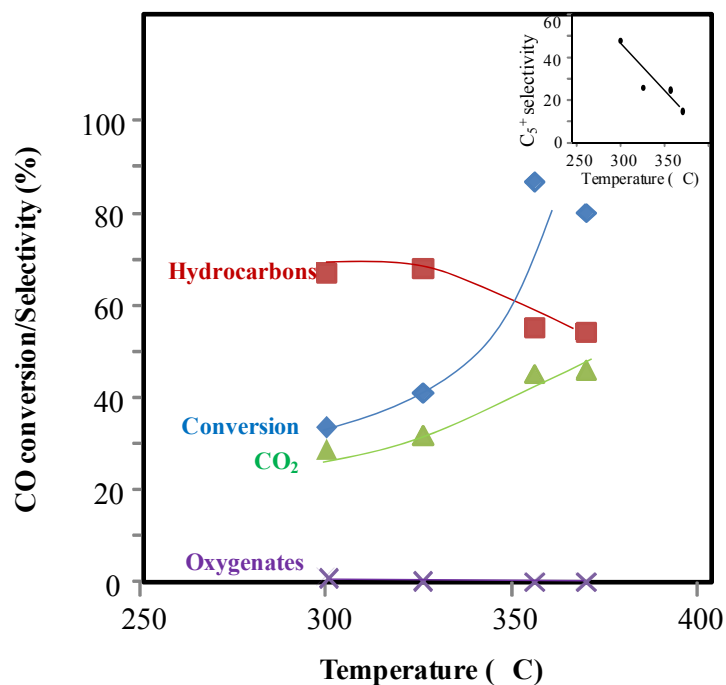 CO conversion/Selectivity (%)
100
80
60
40
20
0
250
300
350
400
Temperature ( C)
Hydrocarbons
Conversion
CO₂
Oxygenates
C₅⁺ selectivity
60
40
20
0
250
300
350
Temperature ( C)